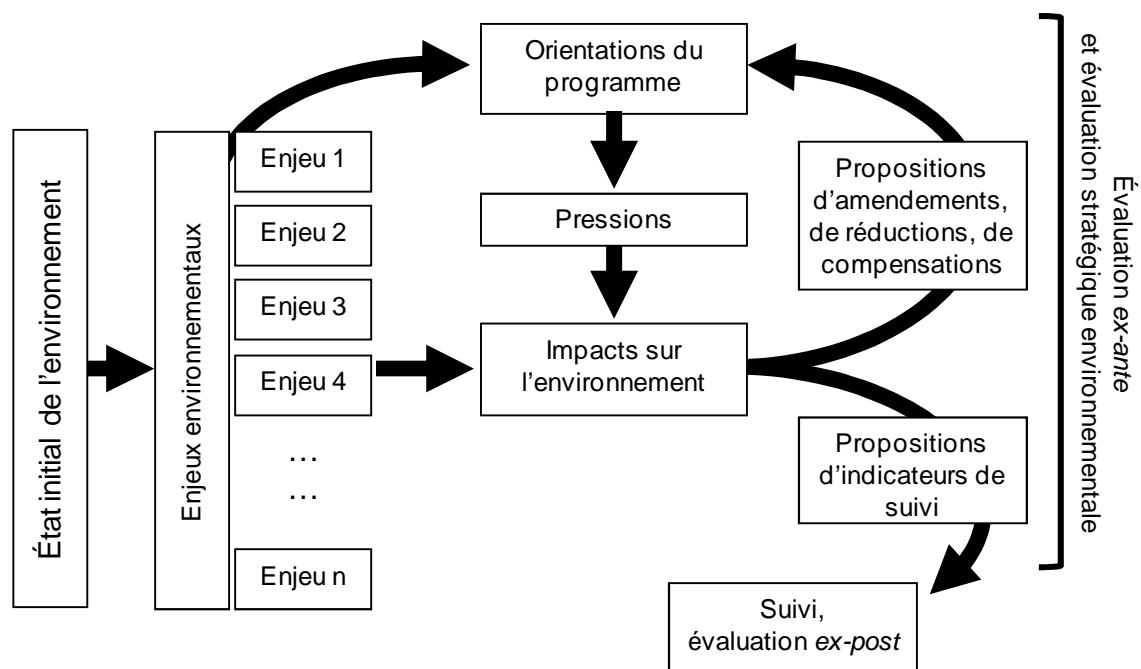 État initial de l'environnement
Enjeux environnementaux
Enjeu 1
Enjeu 2
Enjeu 3
Enjeu 4
…
…
Enjeu n
Orientations du
programme
Pressions
Impacts sur
l'environnement
Propositions
d'amendements,
de réductions, de
compensations
Propositions
d'indicateurs de
suivi
Suivi,
évaluation ex-post
Évaluation ex-ante
et évaluation stratégique environnementale